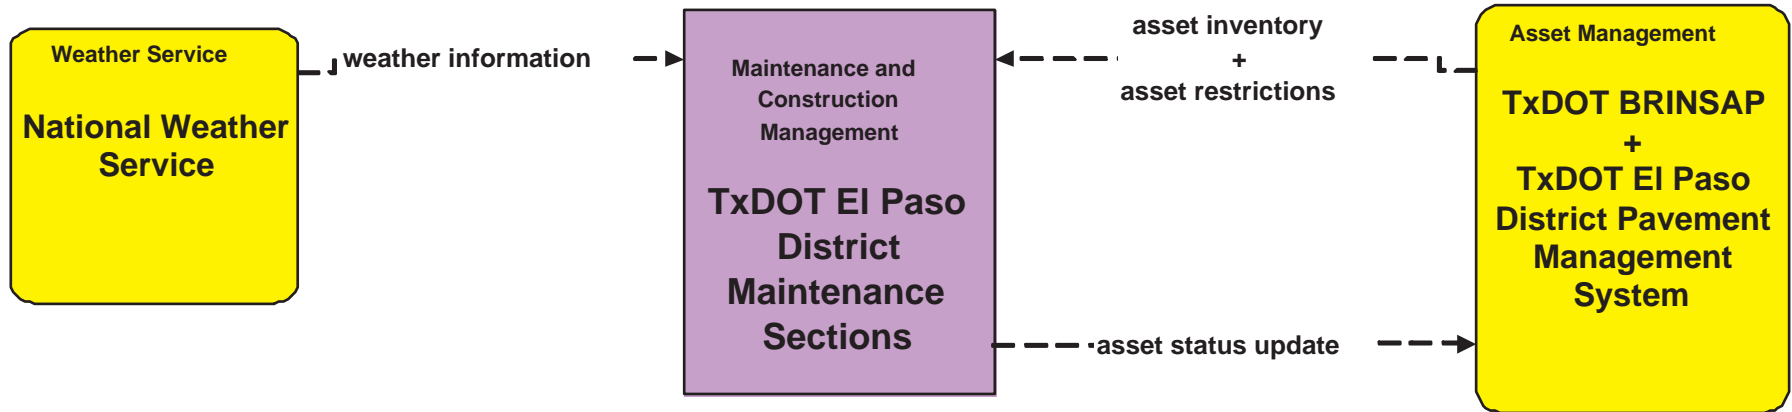 Weather Service
National Weather
Service
weather information
Maintenance and
Construction
Management
TxDOT El Paso
District
Maintenance
Sections
asset inventory
+
asset restrictions
asset status update
Asset Management
TxDOT BRINSAP
+
TxDOT El Paso
District Pavement
Management
System